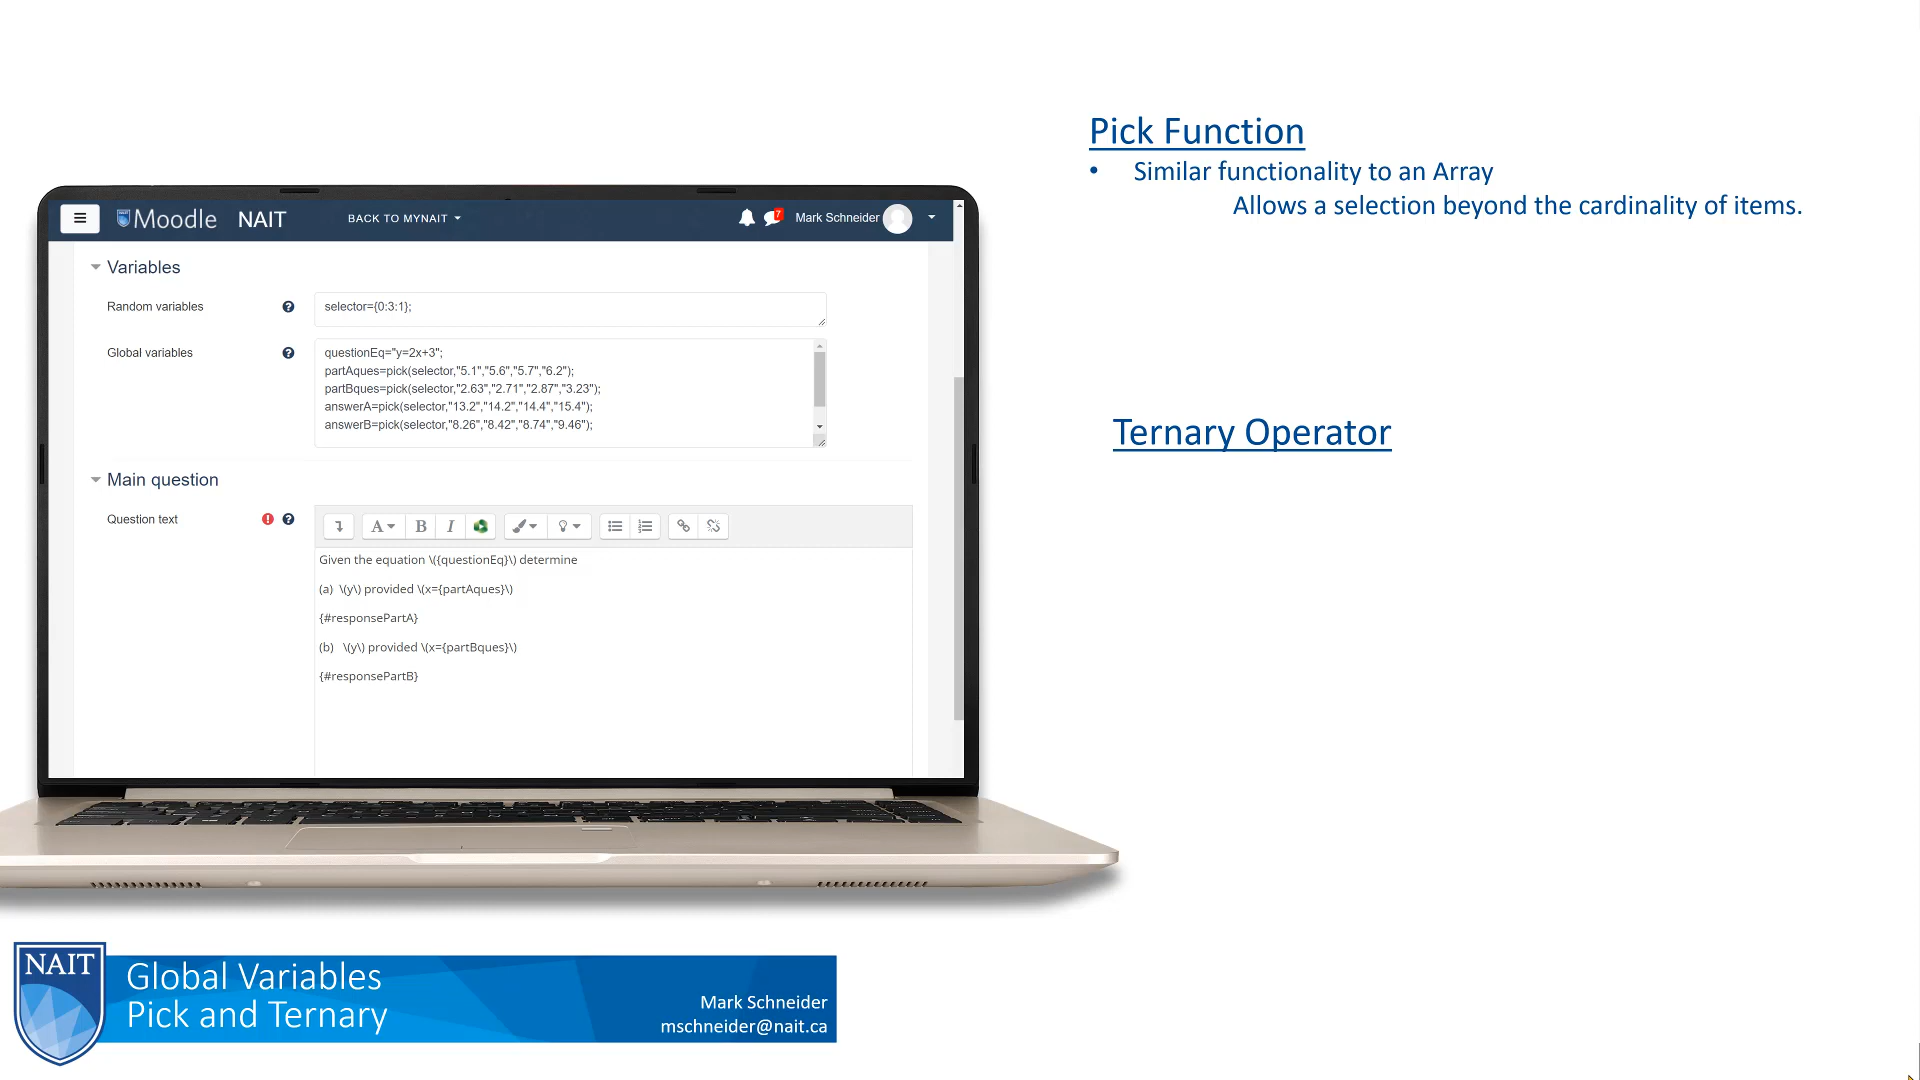 Pick Function
• Similar functionality to an Array
Allows a selection beyond the cardinality of items.
Ternary Operator
Moodle NAIT BACK TO MYNAIT 7 Mark Schneider
Variables
Random variables
selector={0:3:1};
Global variables
questionEq="y=2x+3";
partAques=pick(selector,"5.1","5.6","5.7","6.2");
partBques=pick(selector,"2.63","2.71","2.87","3.23");
answerA=pick(selector,"13.2","14.2","14.4","15.4");
answerB=pick(selector,"8.26","8.42","8.74","9.46");
Main question
Question text
A B I
Given the equation \({questionEq}\) determine
(a) \(y\) provided \(x={partAques}\)
{#responsePartA}
(b) \(y\) provided \(x={partBques}\)
{#responsePartB}
NAIT
Global Variables
Pick and Ternary
Mark Schneider
mschneider@nait.ca